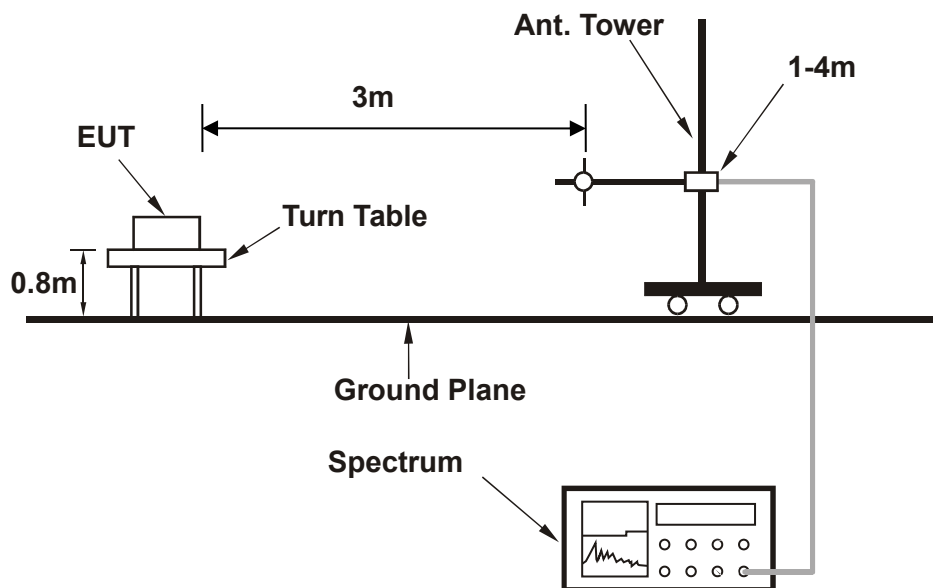 Ant. Tower
1-4m
3m
EUT
Turn Table
0.8m
Ground Plane
Spectrum